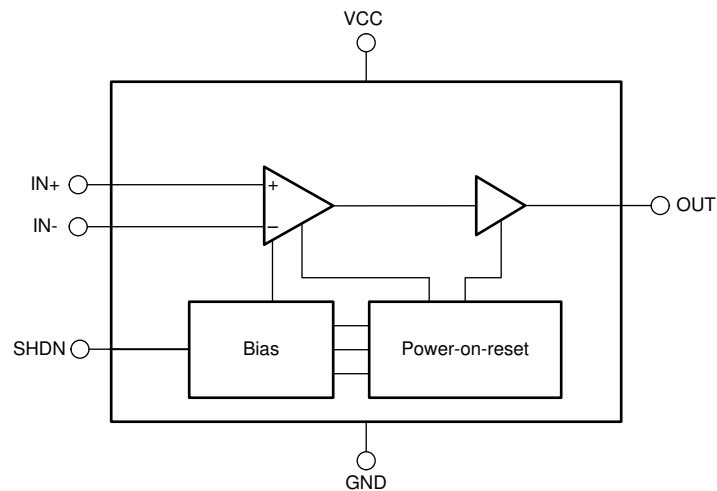 VCC
IN+
+
IN-
−
OUT
SHDN
Bias
Power-on-reset
GND